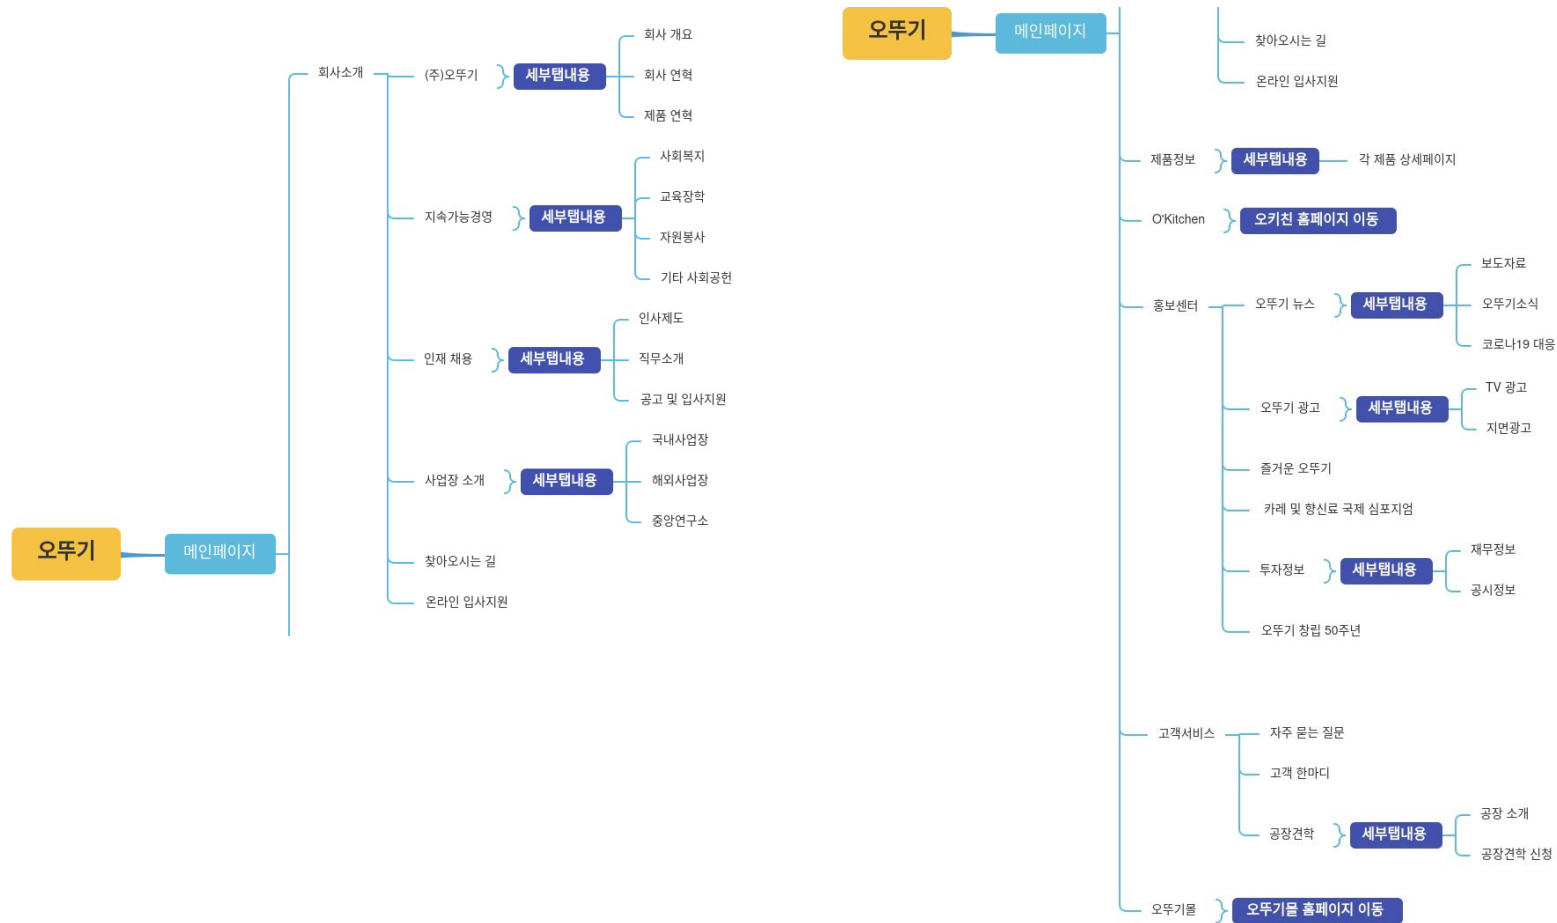 오뚜기
메인페이지
회사소개
(주)오뚜기
세부탭내용
회사 개요
회사 연혁
제품 연혁
지속가능경영
세부탭내용
사회복지
교육장학
자원봉사
기타 사회공헌
인재 채용
세부탭내용
인사제도
직무소개
공고 및 입사지원
사업장 소개
세부탭내용
국내사업장
해외사업장
중앙연구소
찾아오시는 길
온라인 입사지원
오뚜기
메인페이지
찾아오시는 길
온라인 입사지원
제품정보
세부탭내용
각 제품 상세페이지
O'Kitchen
오키친 홈페이지 이동
홍보센터
오뚜기 뉴스
세부탭내용
보도자료
오뚜기소식
코로나19 대응
오뚜기 광고
세부탭내용
TV 광고
지면광고
즐거운 오뚜기
카레 및 향신료 국제 심포지엄
투자정보
세부탭내용
재무정보
공시정보
오뚜기 창립 50주년
고객서비스
자주 묻는 질문
고객 한마디
공장견학
세부탭내용
공장 소개
공장견학 신청
오뚜기몰
오뚜기몰 홈페이지 이동